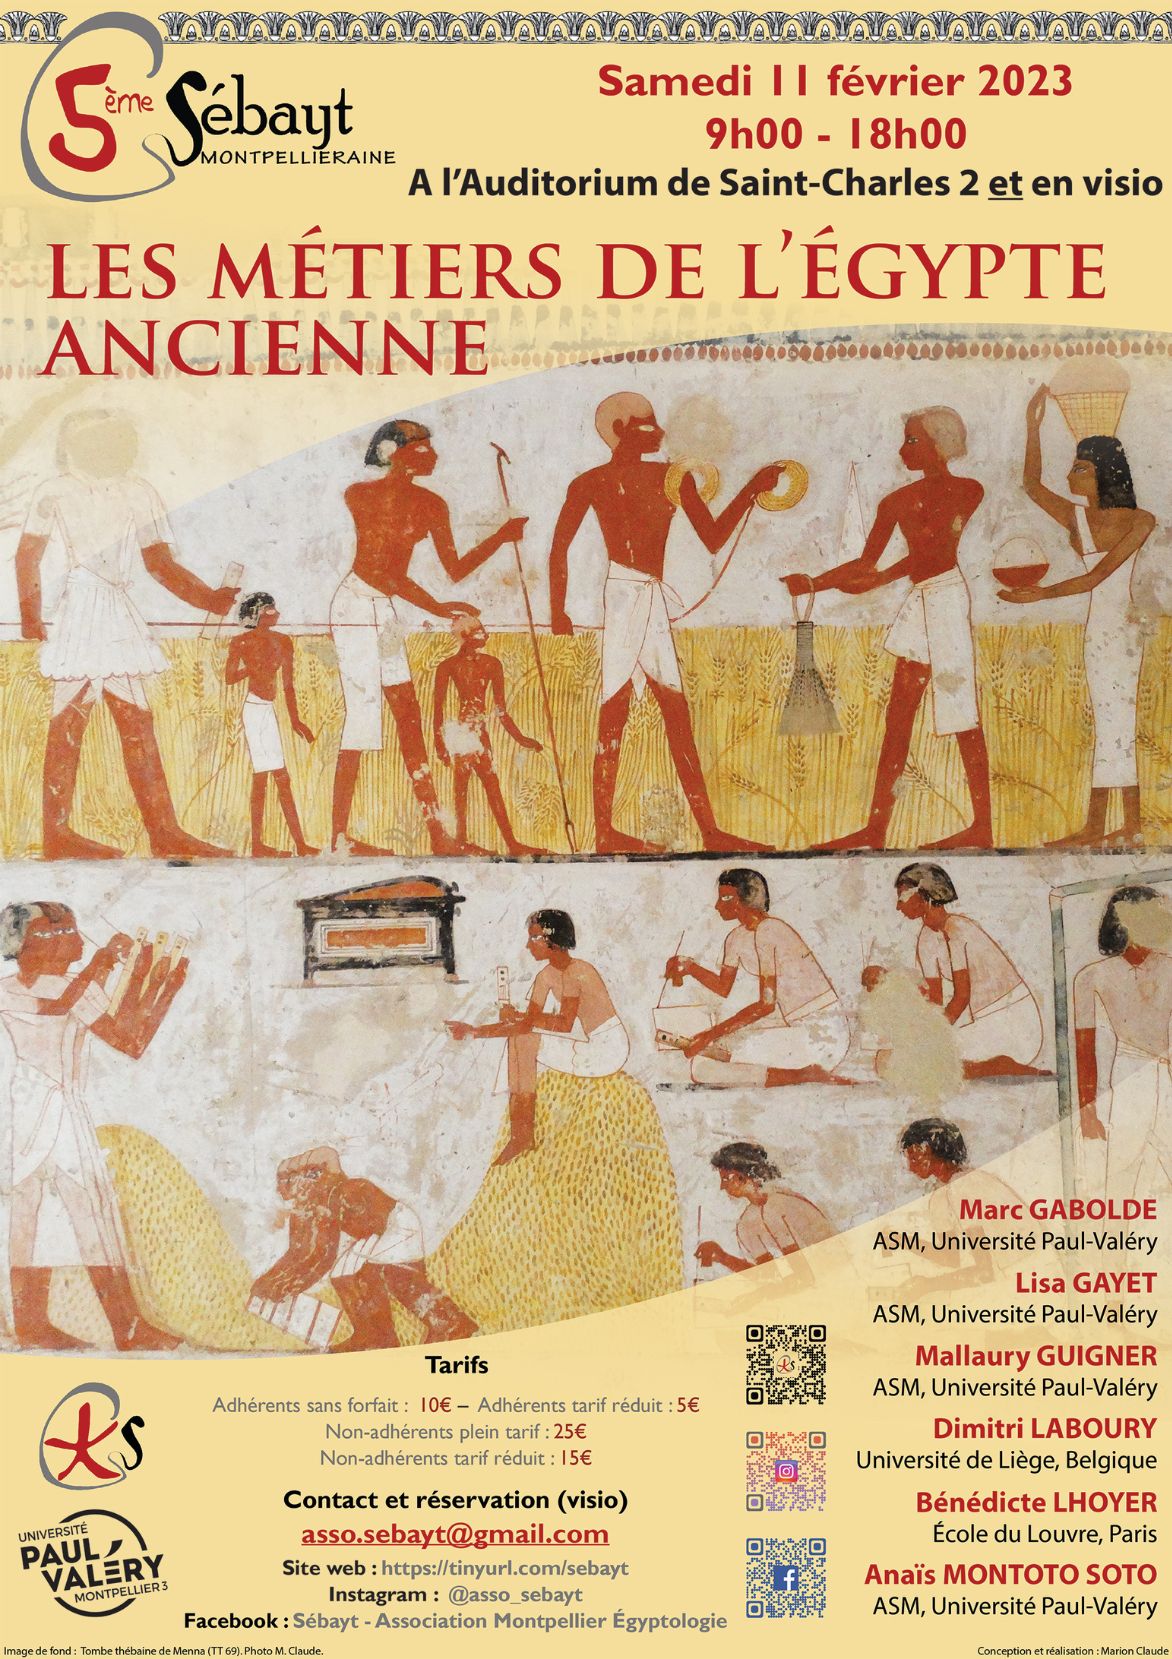 5ème Sébayt
MONTPELLIERAINE
Samedi 11 février 2023
9h00 - 18h00
A l'Auditorium de Saint-Charles 2 et en visio
LES MÉTIERS DE L'ÉGYPTE
ANCIENNE
Marc GABOLDE
ASM, Université Paul-Valéry
Lisa GAYET
ASM, Université Paul-Valéry
Mallaury GUIGNER
ASM, Université Paul-Valéry
Dimitri LABOURY
Université de Liège, Belgique
Bénédicte LHOYER
École du Louvre, Paris
Anaïs MONTOTO SOTO
ASM, Université Paul-Valéry
Tarifs
Adhérents sans forfait : 10€ – Adhérents tarif réduit : 5€
Non-adhérents plein tarif : 25€
Non-adhérents tarif réduit : 15€
Contact et réservation (visio)
asso.sebayt@gmail.com
Site web : https://tinyurl.com/sebayt
Instagram : @asso_sebayt
Facebook : Sébayt - Association Montpellier Égyptologie
UNIVERSITÉ
PAUL
VALÉRY
MONTPELLIER 3
Image de fond : Tombe thébaine de Menna (TT 69). Photo M. Claude.
Conception et réalisation : Marion Claude